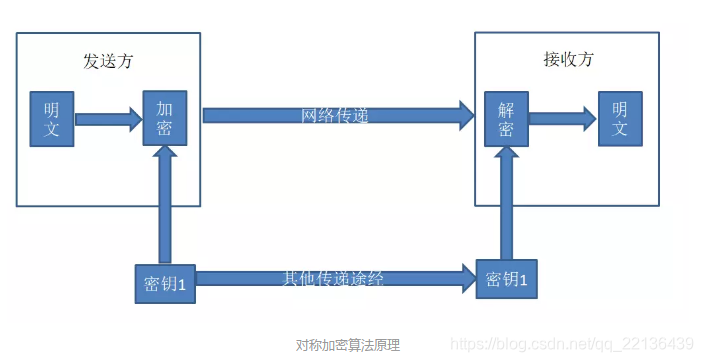 发送方
接收方
明
文
加
密
网络传递
解
密
明
文
密钥1
其他传递途经
密钥1
对称加密算法原理
https://blog.csdn.net/qq_22136439